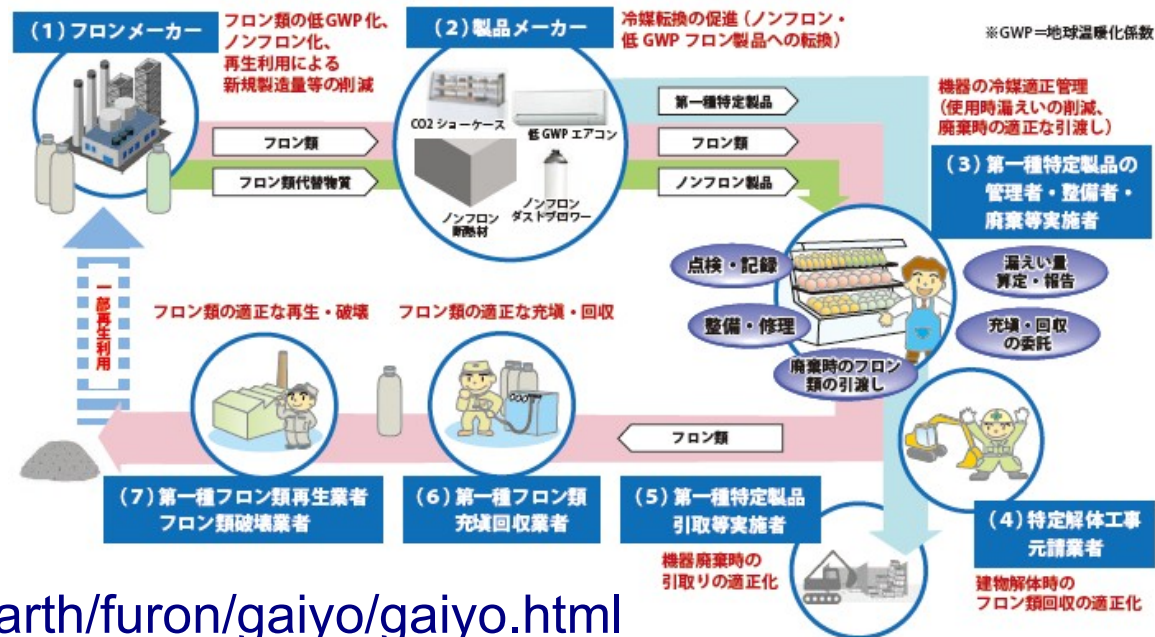 (1)フロンメーカー
フロン類の低GWP化、
ノンフロン化、
再生利用による
新規製造量等の削減
(2)製品メーカー
冷媒転換の促進(ノンフロン・
低GWPフロン製品への転換)
※GWP=地球温暖化係数
CO2ショーケース
低GWPエアコン
ノンフロン
断熱材
ノンフロン
ダストブロワー
フロン類
フロン類代替物質
第一種特定製品
フロン類
ノンフロン製品
機器の冷媒適正管理
(使用時漏えいの削減、
廃棄時の適正な引渡し)
(3)第一種特定製品の
管理者・整備者・
廃棄等実施者
点検・記録
整備・修理
廃棄時のフロン
類の引渡し
漏えい量
算定・報告
充塡・回収
の委託
一部再生利用
フロン類の適正な再生・破壊
フロン類の適正な充塡・回収
フロン類
(7)第一種フロン類再生業者
フロン類破壊業者
(6)第一種フロン類
充塡回収業者
(5)第一種特定製品
引取等実施者
機器廃棄時の
引取りの適正化
(4)特定解体工事
元請業者
建物解体時の
フロン類回収の適正化
arth/furon/gaiyo/gaiyo.html